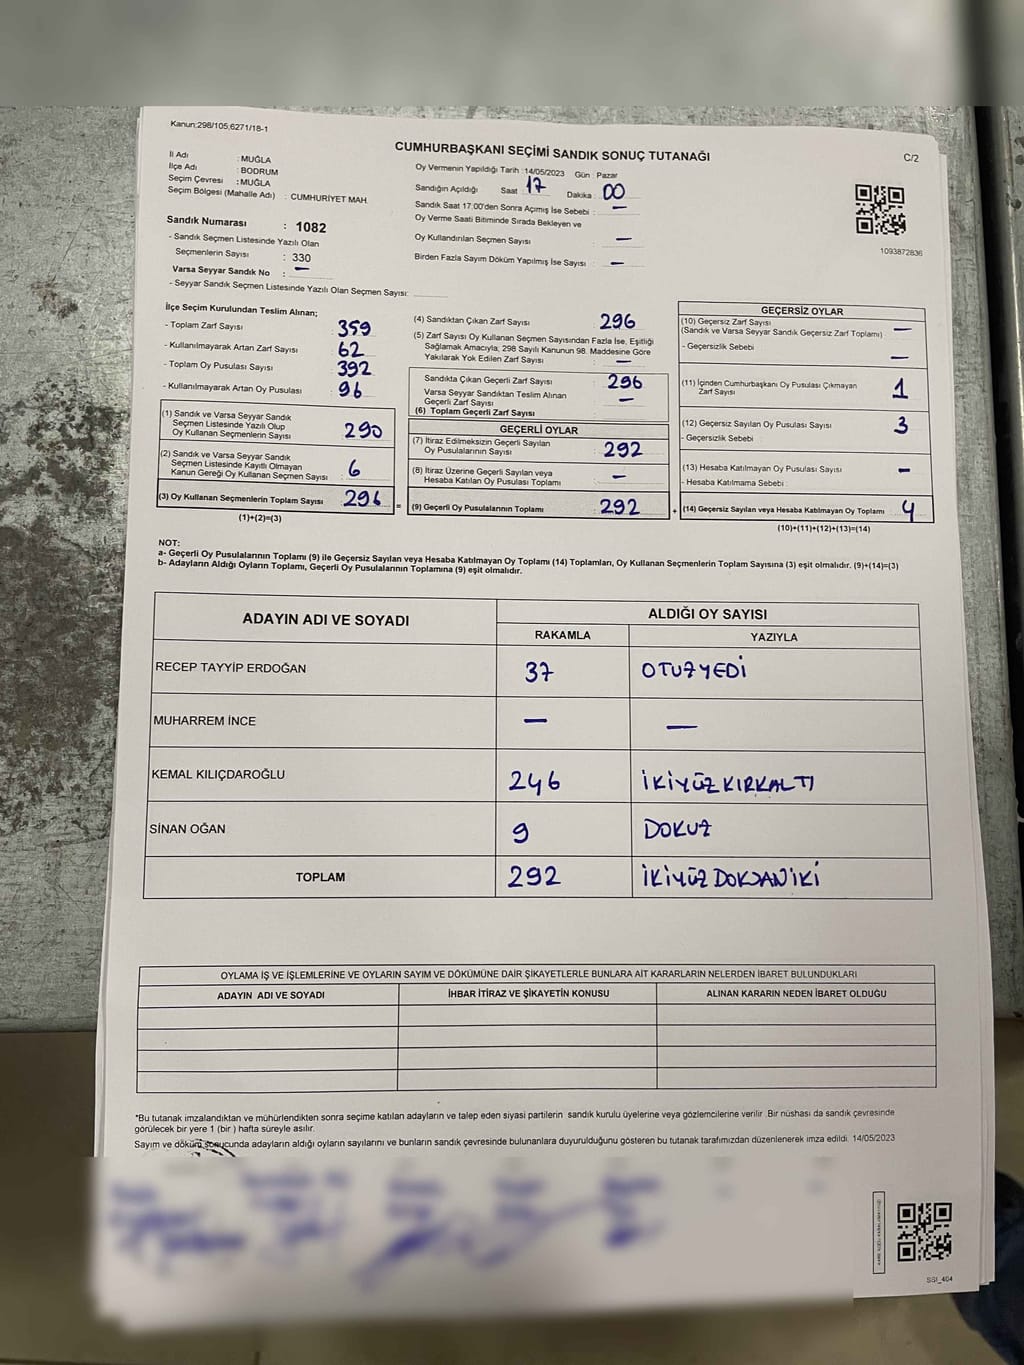 Kanun;298/105;6271/18-1
CUMHURBAŞKANI SEÇİMİ SANDIK SONUÇ TUTANAĞI
C/2
İl Adı : MUĞLA
İlçe Adı : BODRUM
Seçim Çevresi : MUĞLA
Seçim Bölgesi (Mahalle Adı) : CUMHURİYET MAH.
Sandık Numarası : 1082
- Sandık Seçmen Listesinde Yazılı Olan
Seçmenlerin Sayısı : 330
Varsa Seyyar Sandık No : —
- Seyyar Sandık Seçmen Listesinde Yazılı Olan Seçmen Sayısı:
Oy Vermenin Yapıldığı Tarih : 14/05/2023 Gün : Pazar
Sandığın Açıldığı Saat : 17 Dakika : 00
Sandık Saat 17:00'den Sonra Açımış İse Sebebi : —
Oy Verme Saati Bitiminde Sırada Bekleyen ve
Oy Kullandırılan Seçmen Sayısı : —
Birden Fazla Sayım Döküm Yapılmış İse Sayısı : —
1093872836
İlçe Seçim Kurulundan Teslim Alınan;
- Toplam Zarf Sayısı : 359
- Kullanılmayarak Artan Zarf Sayısı : 62
- Toplam Oy Pusulası Sayısı : 392
- Kullanılmayarak Artan Oy Pusulası : 96
(1) Sandık ve Varsa Seyyar Sandık
Seçmen Listesinde Yazılı Olup
Oy Kullanan Seçmenlerin Sayısı : 290
(2) Sandık ve Varsa Seyyar Sandık
Seçmen Listesinde Kayıtlı Olmayan
Kanun Gereği Oy Kullanan Seçmen Sayısı : 6
(3) Oy Kullanan Seçmenlerin Toplam Sayısı : 296
(1)+(2)=(3)
=
(4) Sandıktan Çıkan Zarf Sayısı : 296
(5) Zarf Sayısı Oy Kullanan Seçmen Sayısından Fazla İse, Eşitliği
Sağlamak Amacıyla, 298 Sayılı Kanunun 98. Maddesine Göre
Yakılarak Yok Edilen Zarf Sayısı : —
Sandıkta Çıkan Geçerli Zarf Sayısı : 296
Varsa Seyyar Sandıktan Teslim Alınan
Geçerli Zarf Sayısı : —
(6) Toplam Geçerli Zarf Sayısı :
GEÇERLİ OYLAR
(7) İtiraz Edilmeksizin Geçerli Sayılan
Oy Pusulalarının Sayısı : 292
(8) İtiraz Üzerine Geçerli Sayılan veya
Hesaba Katılan Oy Pusulası Toplamı : —
(9) Geçerli Oy Pusulalarının Toplamı : 292
+
GEÇERSİZ OYLAR
(10) Geçersiz Zarf Sayısı
(Sandık ve Varsa Seyyar Sandık Geçersiz Zarf Toplamı) : —
- Geçersizlik Sebebi : —
(11) İçinden Cumhurbaşkanı Oy Pusulası Çıkmayan
Zarf Sayısı : 1
(12) Geçersiz Sayılan Oy Pusulası Sayısı : 3
- Geçersizlik Sebebi :
(13) Hesaba Katılmayan Oy Pusulası Sayısı : —
- Hesaba Katılmama Sebebi :
(14) Geçersiz Sayılan veya Hesaba Katılmayan Oy Toplamı : 4
(10)+(11)+(12)+(13)=(14)
NOT:
a- Geçerli Oy Pusulalarının Toplamı (9) ile Geçersiz Sayılan veya Hesaba Katılmayan Oy Toplamı (14) Toplamları, Oy Kullanan Seçmenlerin Toplam Sayısına (3) eşit olmalıdır. (9)+(14)=(3)
b- Adayların Aldığı Oyların Toplamı, Geçerli Oy Pusulalarının Toplamına (9) eşit olmalıdır.
ADAYIN ADI VE SOYADI
ALDIĞI OY SAYISI
RAKAMLA YAZIYLA
RECEP TAYYİP ERDOĞAN 37 OTUZYEDİ
MUHARREM İNCE — —
KEMAL KILIÇDAROĞLU 246 İKİYÜZKIRKALTI
SİNAN OĞAN 9 DOKUZ
TOPLAM 292 İKİYÜZDOKSANİKİ
OYLAMA İŞ VE İŞLEMLERİNE VE OYLARIN SAYIM VE DÖKÜMÜNE DAİR ŞİKAYETLERLE BUNLARA AİT KARARLARIN NELERDEN İBARET BULUNDUKLARI
ADAYIN ADI VE SOYADI İHBAR İTİRAZ VE ŞİKAYETİN KONUSU ALINAN KARARIN NEDEN İBARET OLDUĞU
*Bu tutanak imzalandıktan ve mühürlendikten sonra seçime katılan adayların ve talep eden siyasi partilerin sandık kurulu üyelerine veya gözlemcilerine verilir .Bir nüshası da sandık çevresinde
görülecek bir yere 1 (bir ) hafta süreyle asılır.
Sayım ve döküm sonucunda adayların aldığı oyların sayılarını ve bunların sandık çevresinde bulunanlara duyurulduğunu gösteren bu tutanak tarafımızdan düzenlenerek imza edildi. 14/05/2023
SGI_404